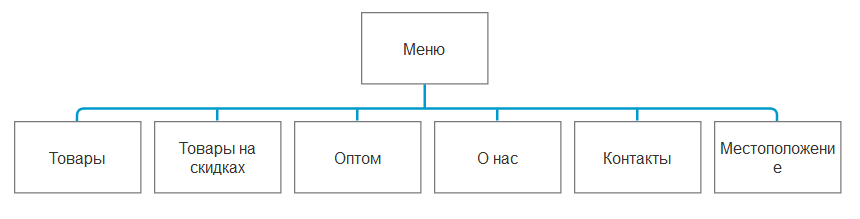 Меню
Товары
Товары на
скидках
Оптом
О нас
Контакты
Местоположени
е